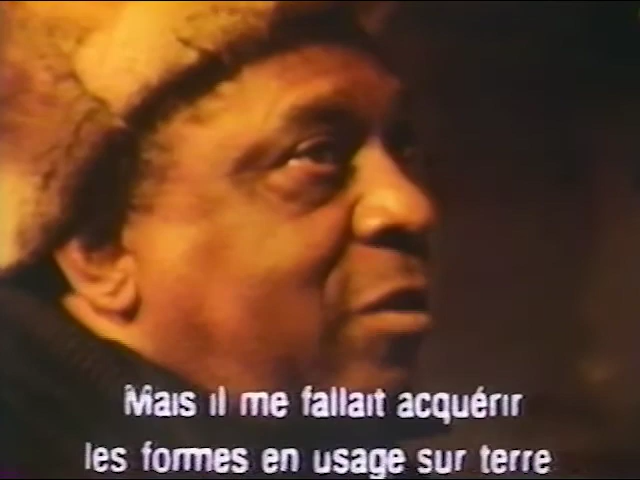 Mais il me fallait acquérir
les formes en usage sur terre